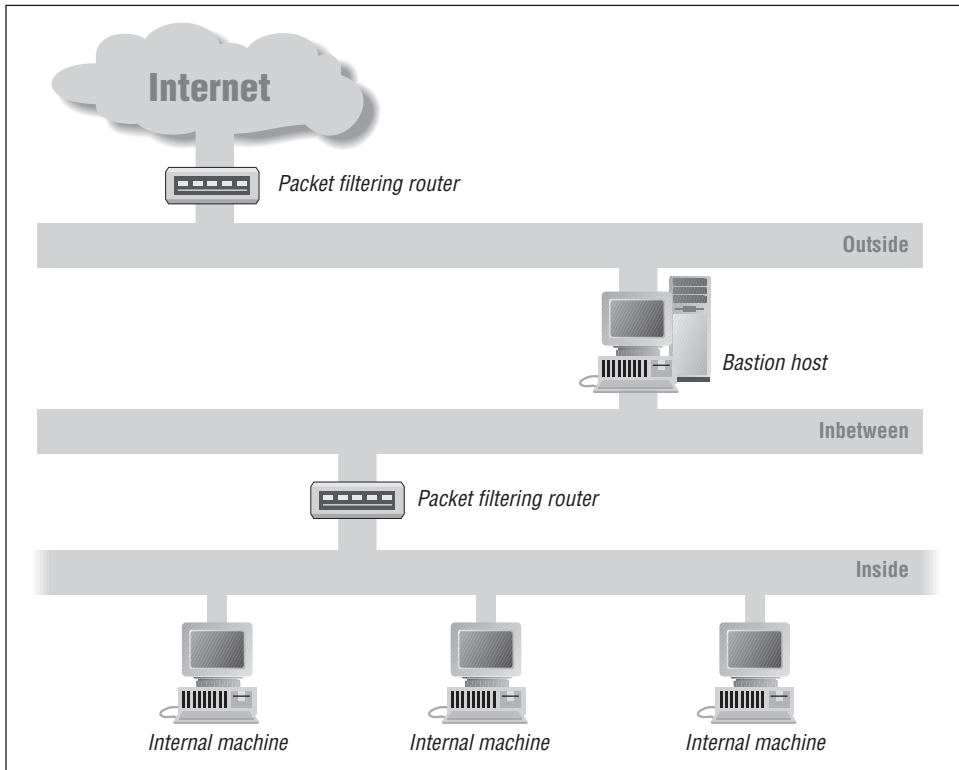 Internet
Packet filtering router
Outside
Bastion host
Inbetween
Packet filtering router
Inside
Internal machine
Internal machine
Internal machine